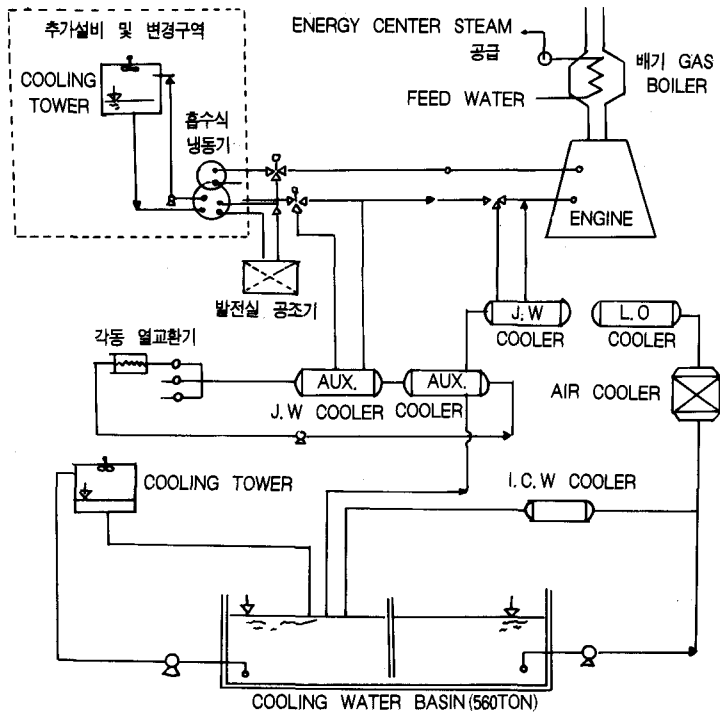 추가설비 및 변경구역
COOLING
TOWER
흡수식
냉동기
ENERGY CENTER STEAM
공급
FEED WATER
배기 GAS
BOILER
ENGINE
발전실 공조기
J.W
COOLER
L.O
COOLER
각동 열교환기
AUX.
J.W COOLER
AUX.
COOLER
AIR COOLER
COOLING TOWER
I.C.W COOLER
COOLING WATER BASIN(560TON)